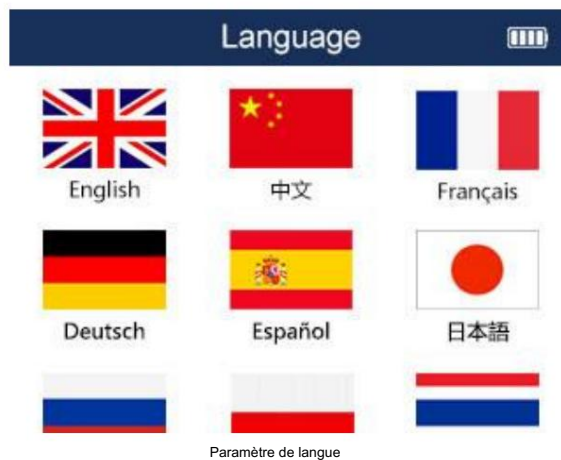 Language
English
中文
Français
Deutsch
Español
日本語
Paramètre de langue